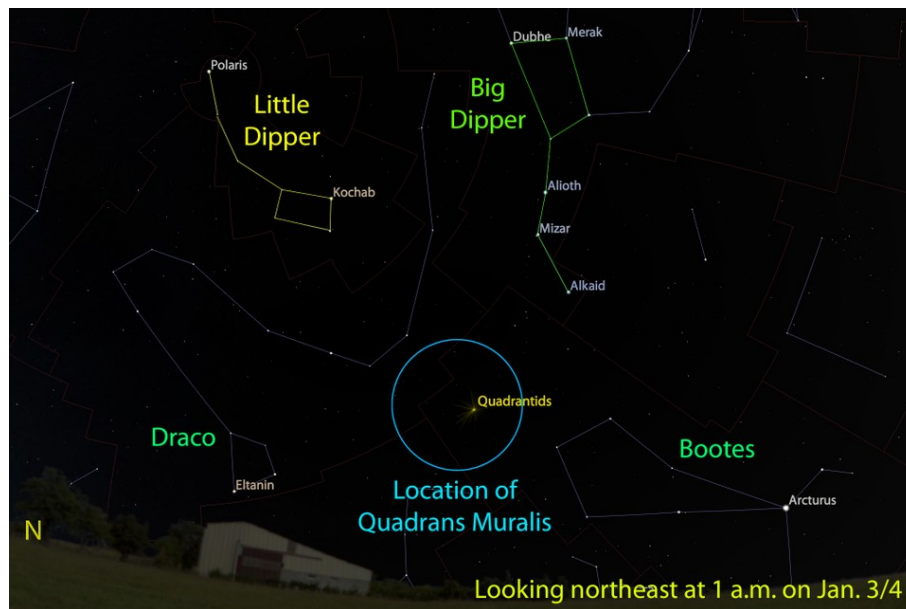 Dubhe
Merak
Polaris
Little
Dipper
Big
Dipper
Kochab
Alioth
Mizar
Alkaid
Quadrantids
Draco
Bootes
Eltanin
Location of
Quadrans Muralis
Arcturus
N
Looking northeast at 1 a.m. on Jan. 3/4